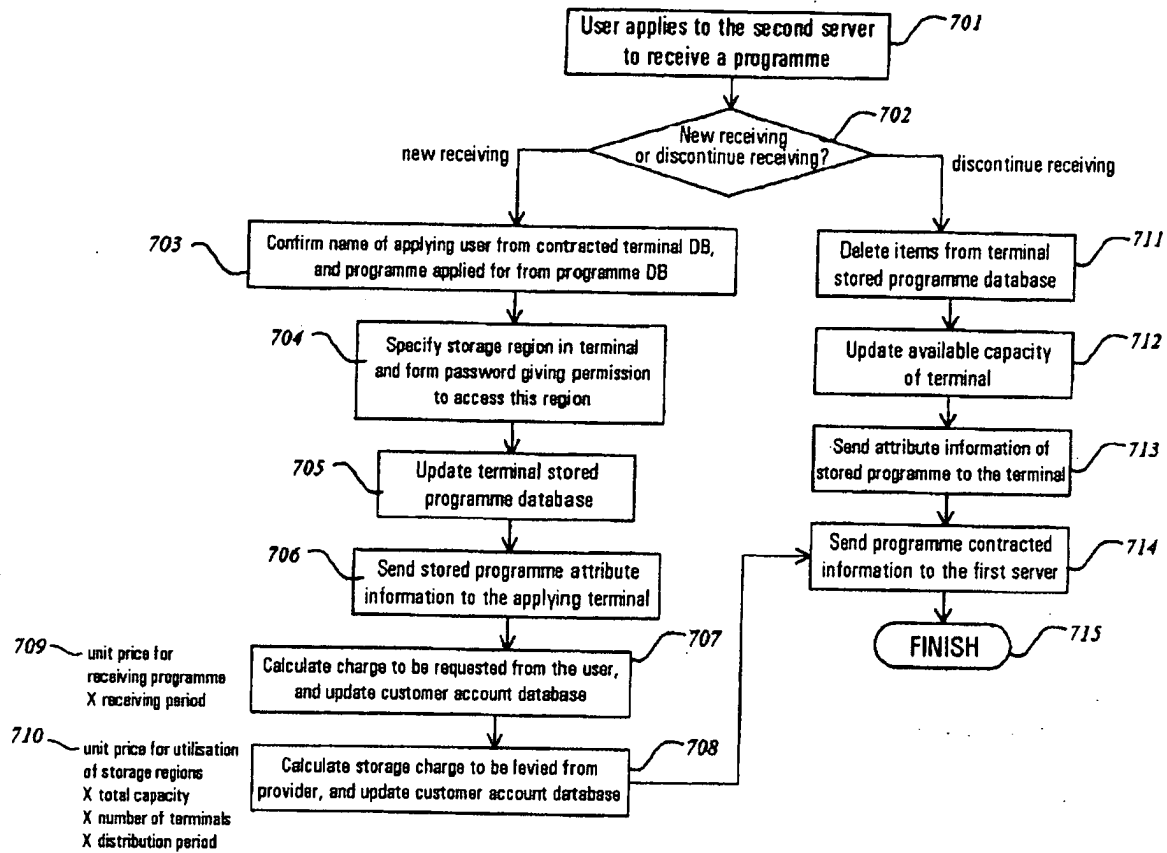 User applies to the second server
to receive a programme
701
702
New receiving
or discontinue receiving?
new receiving
discontinue receiving
703
Confirm name of applying user from contracted terminal DB,
and programme applied for from programme DB
704
Specify storage region in terminal
and form password giving permission
to access this region
705
Update terminal stored
programme database
706
Send stored programme attribute
information to the applying terminal
707
Calculate charge to be requested from the user,
and update customer account database
709
unit price for
receiving programme
X receiving period
708
Calculate storage charge to be levied from
provider, and update customer account database
710
unit price for utilisation
of storage regions
X total capacity
X number of terminals
X distribution period
711
Delete items from terminal
stored programme database
712
Update available capacity
of terminal
713
Send attribute information of
stored programme to the terminal
714
Send programme contracted
information to the first server
FINISH
715